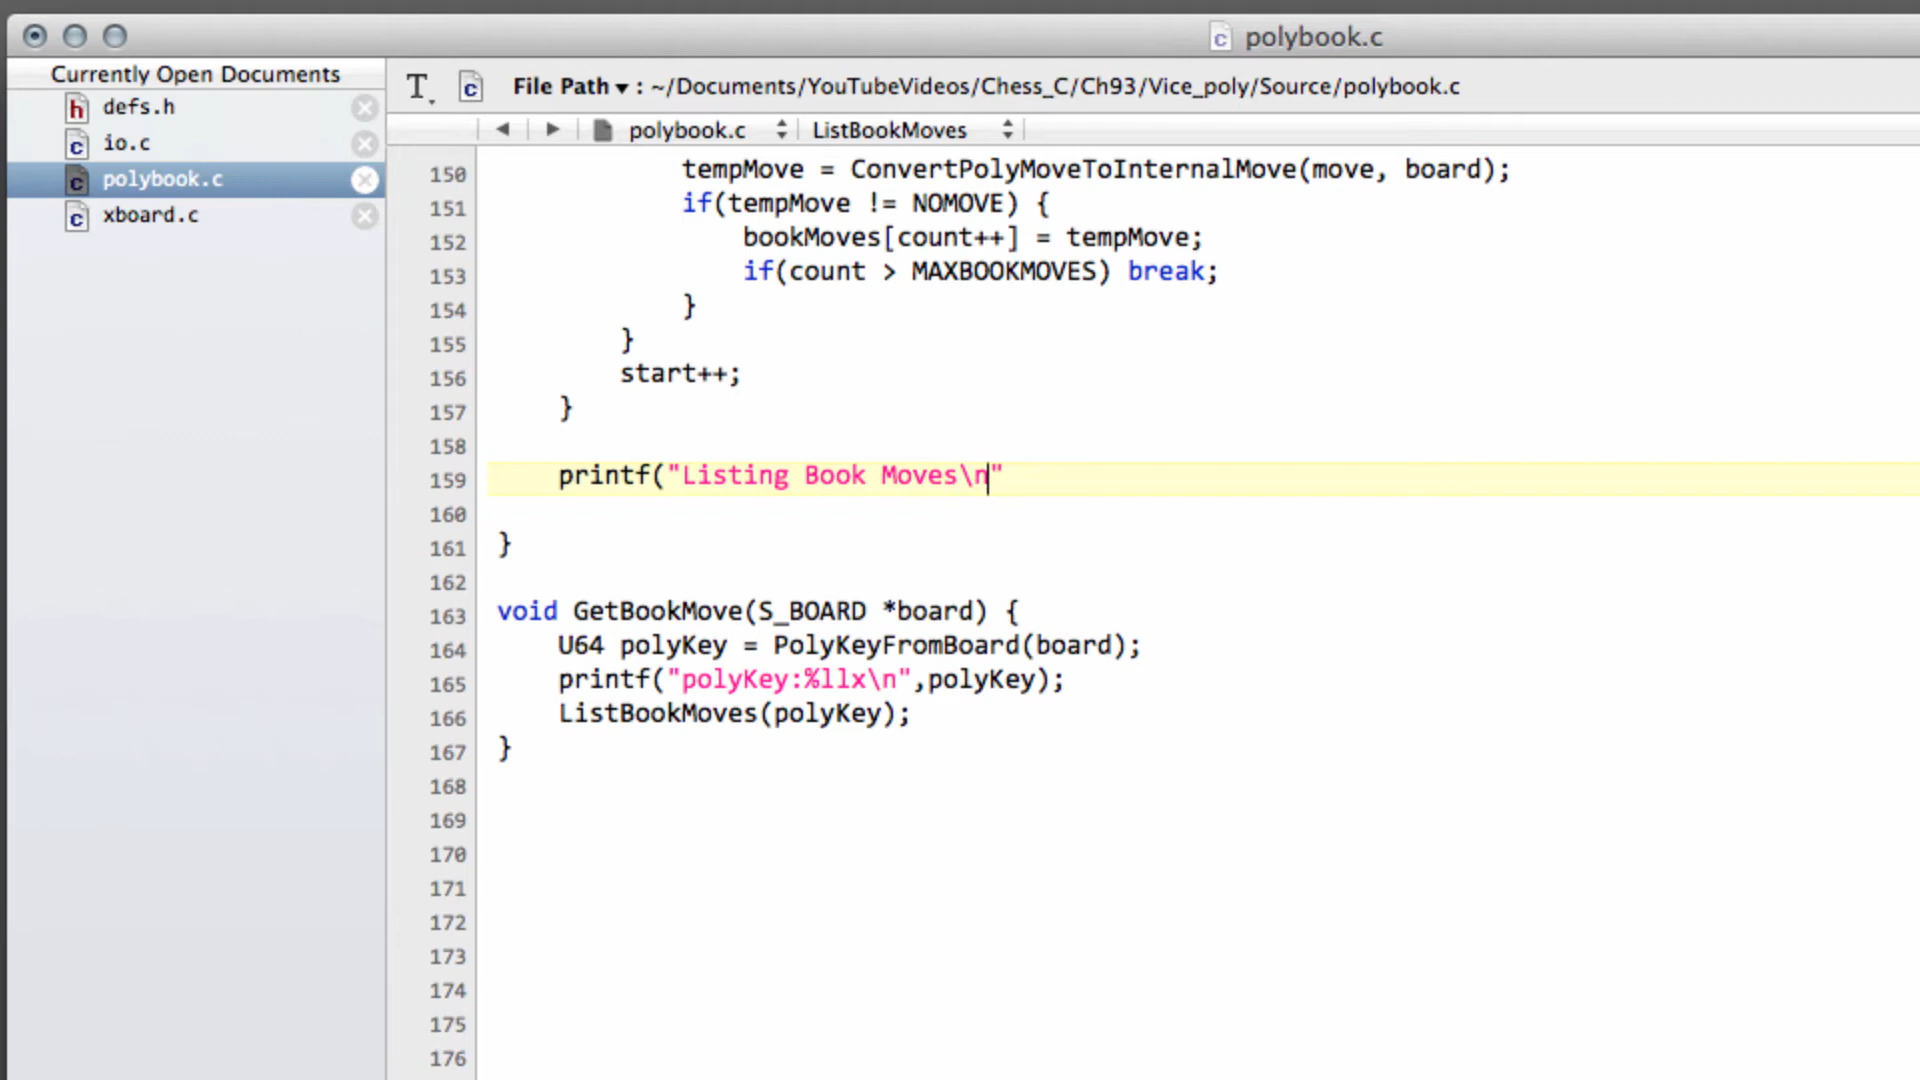 polybook.c
Currently Open Documents
defs.h
io.c
polybook.c
xboard.c
File Path : ~/Documents/YouTubeVideos/Chess_C/Ch93/Vice_poly/Source/polybook.c
polybook.c ListBookMoves
150 tempMove = ConvertPolyMoveToInternalMove(move, board);
151 if(tempMove != NOMOVE) {
152 bookMoves[count++] = tempMove;
153 if(count > MAXBOOKMOVES) break;
154 }
155 }
156 start++;
157 }
158
159 printf("Listing Book Moves\n"
160
161 }
162
163 void GetBookMove(S_BOARD *board) {
164 U64 polyKey = PolyKeyFromBoard(board);
165 printf("polyKey:%llx\n",polyKey);
166 ListBookMoves(polyKey);
167 }
168
169
170
171
172
173
174
175
176